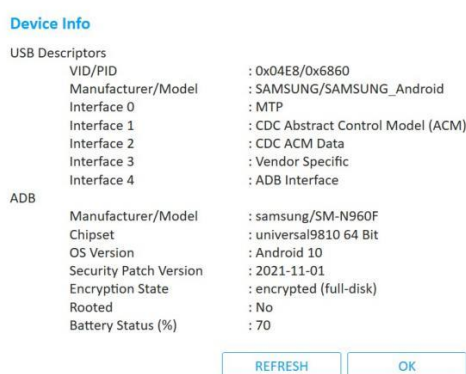 Device Info
USB Descriptors
VID/PID : 0x04E8/0x6860
Manufacturer/Model : SAMSUNG/SAMSUNG_Android
Interface 0 : MTP
Interface 1 : CDC Abstract Control Model (ACM)
Interface 2 : CDC ACM Data
Interface 3 : Vendor Specific
Interface 4 : ADB Interface
ADB
Manufacturer/Model : samsung/SM-N960F
Chipset : universal9810 64 Bit
OS Version : Android 10
Security Patch Version : 2021-11-01
Encryption State : encrypted (full-disk)
Rooted : No
Battery Status (%) : 70
REFRESH OK